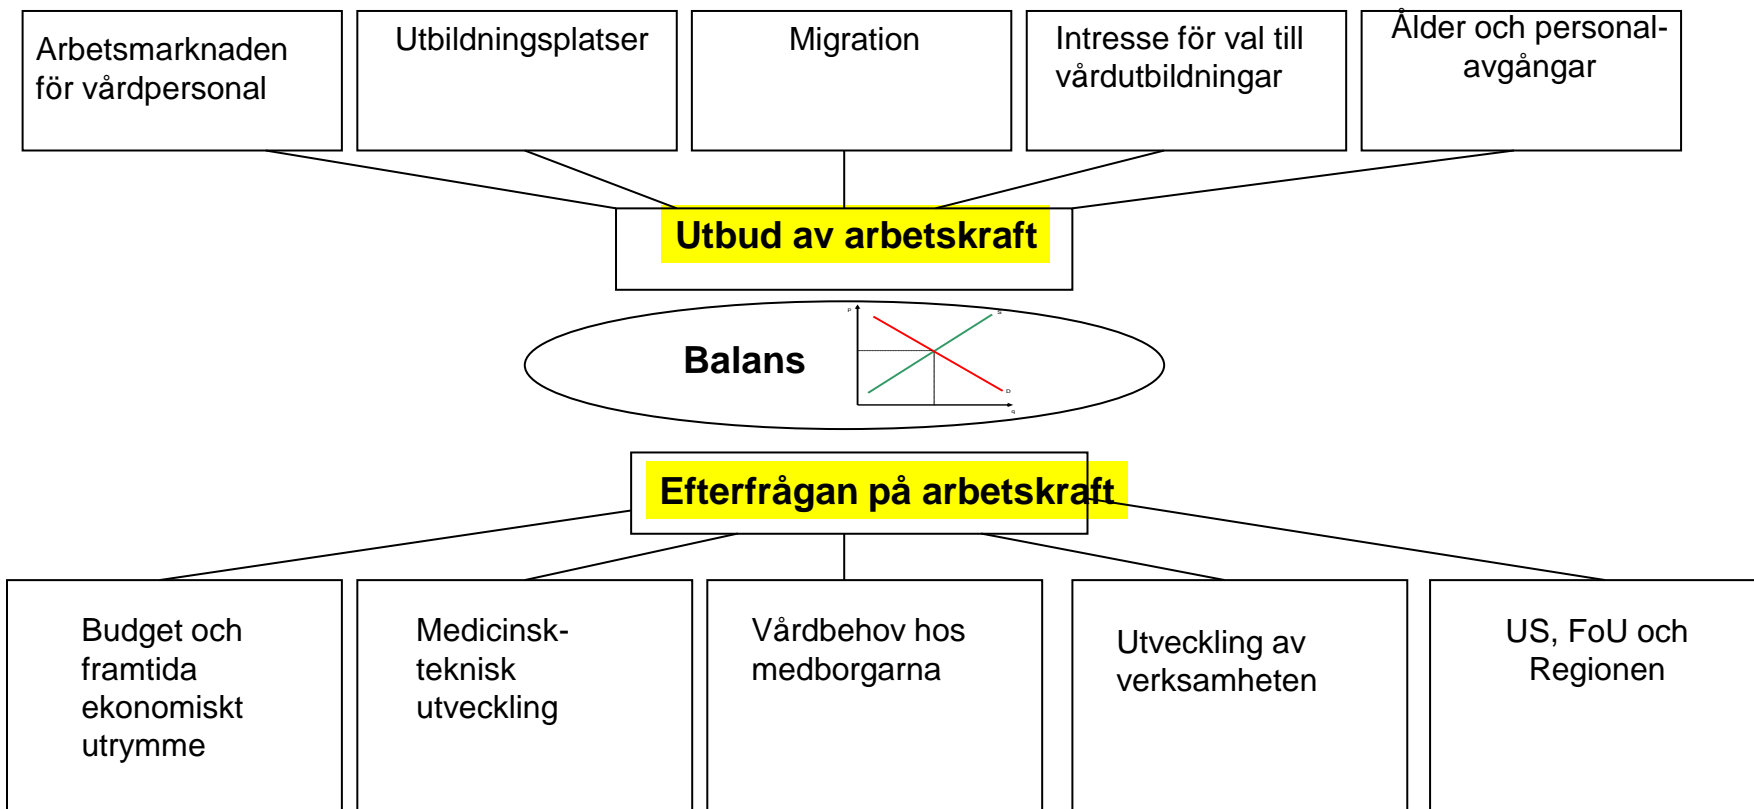 Arbetsmarknaden
för vårdpersonal
Utbildningsplatser
Migration
Intresse för val till
vårdutbildningar
Ålder och personal-
avgångar
Utbud av arbetskraft
Balans
P
S
D
q
Efterfrågan på arbetskraft
Budget och
framtida
ekonomiskt
utrymme
Medicinsk-
teknisk
utveckling
Vårdbehov hos
medborgarna
Utveckling av
verksamheten
US, FoU och
Regionen